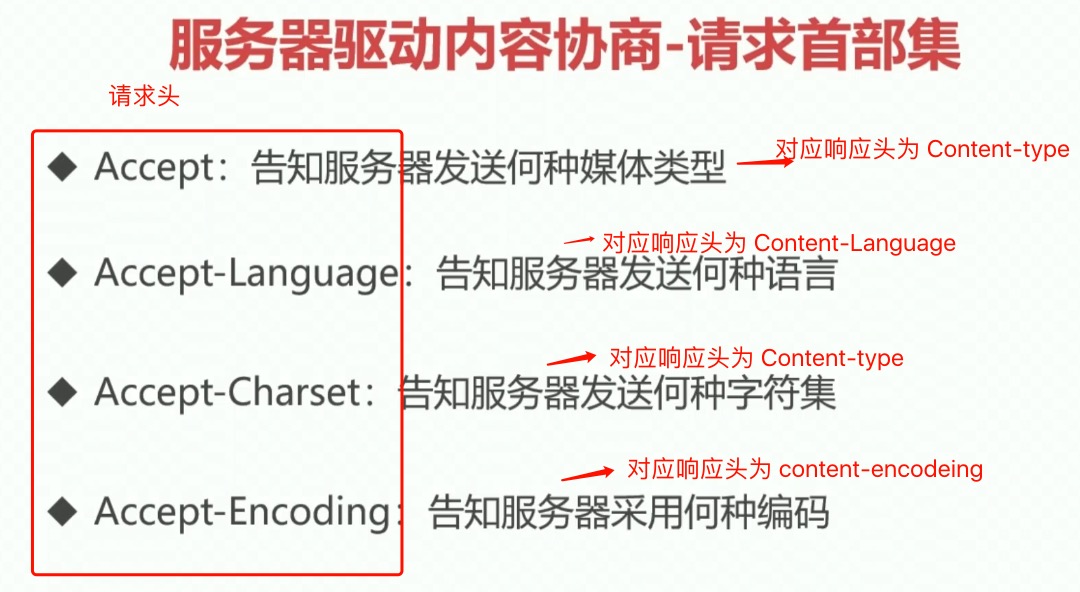 服务器驱动内容协商-请求首部集
请求头
◆ Accept：告知服务器发送何种媒体类型
对应响应头为 Content-type
对应响应头为 Content-Language
◆ Accept-Language：告知服务器发送何种语言
对应响应头为 Content-type
◆ Accept-Charset：告知服务器发送何种字符集
对应响应头为 content-encodeing
◆ Accept-Encoding：告知服务器采用何种编码